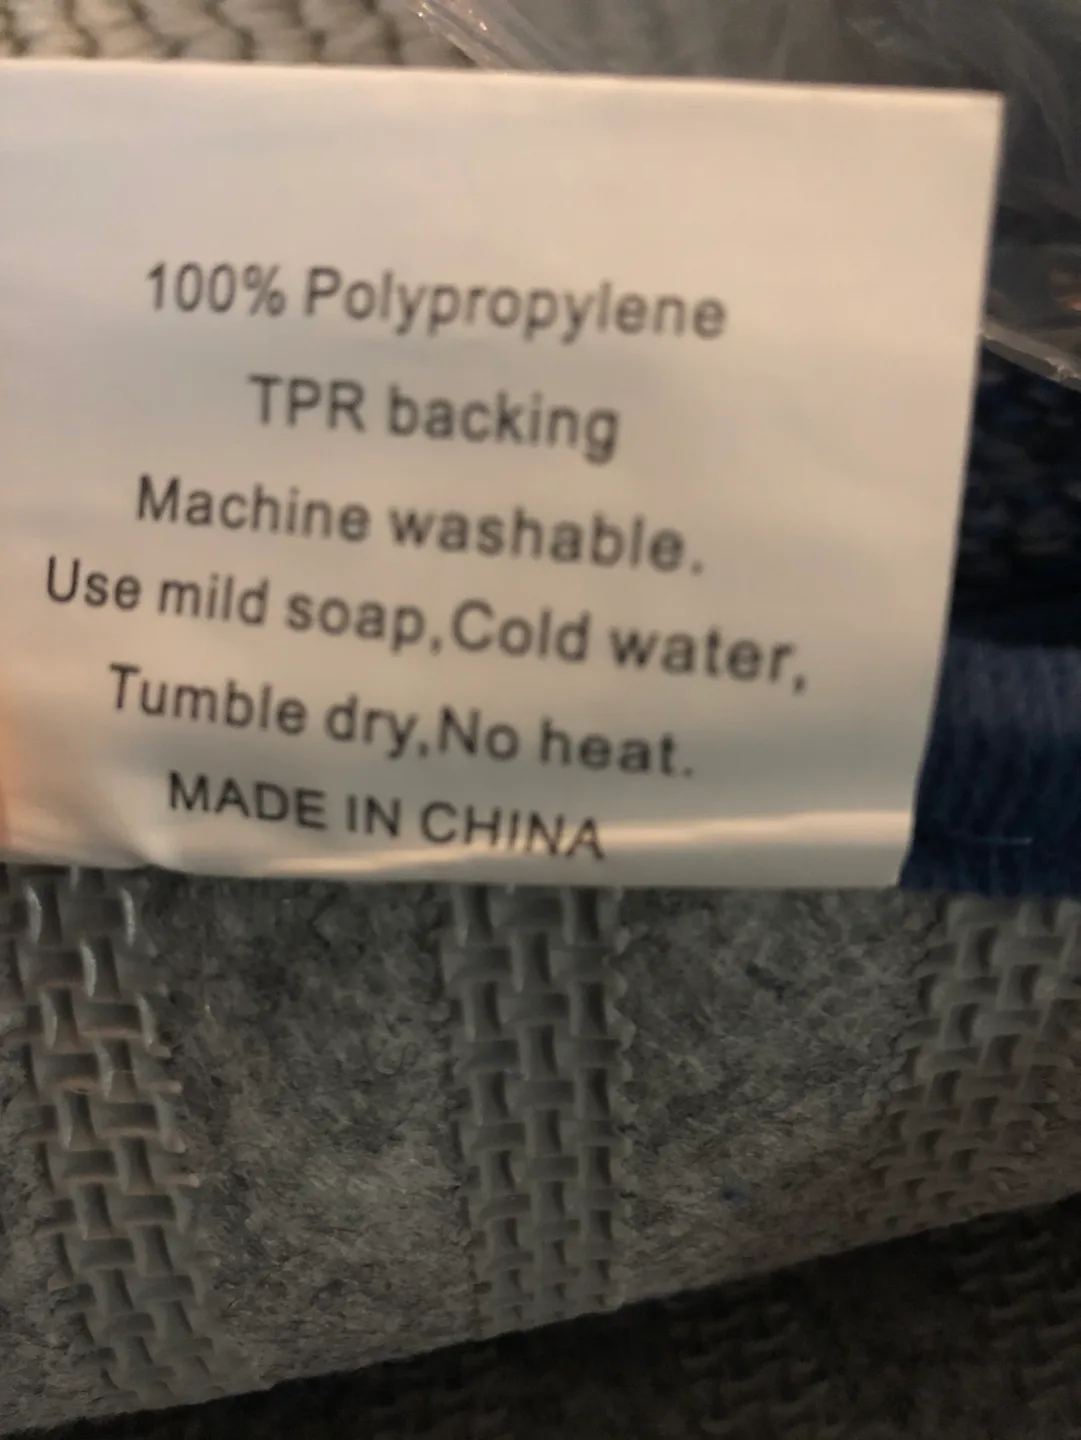 100% Polypropylene
TPR backing
Machine washable.
Use mild soap,Cold water,
Tumble dry,No heat.
MADE IN CHINA